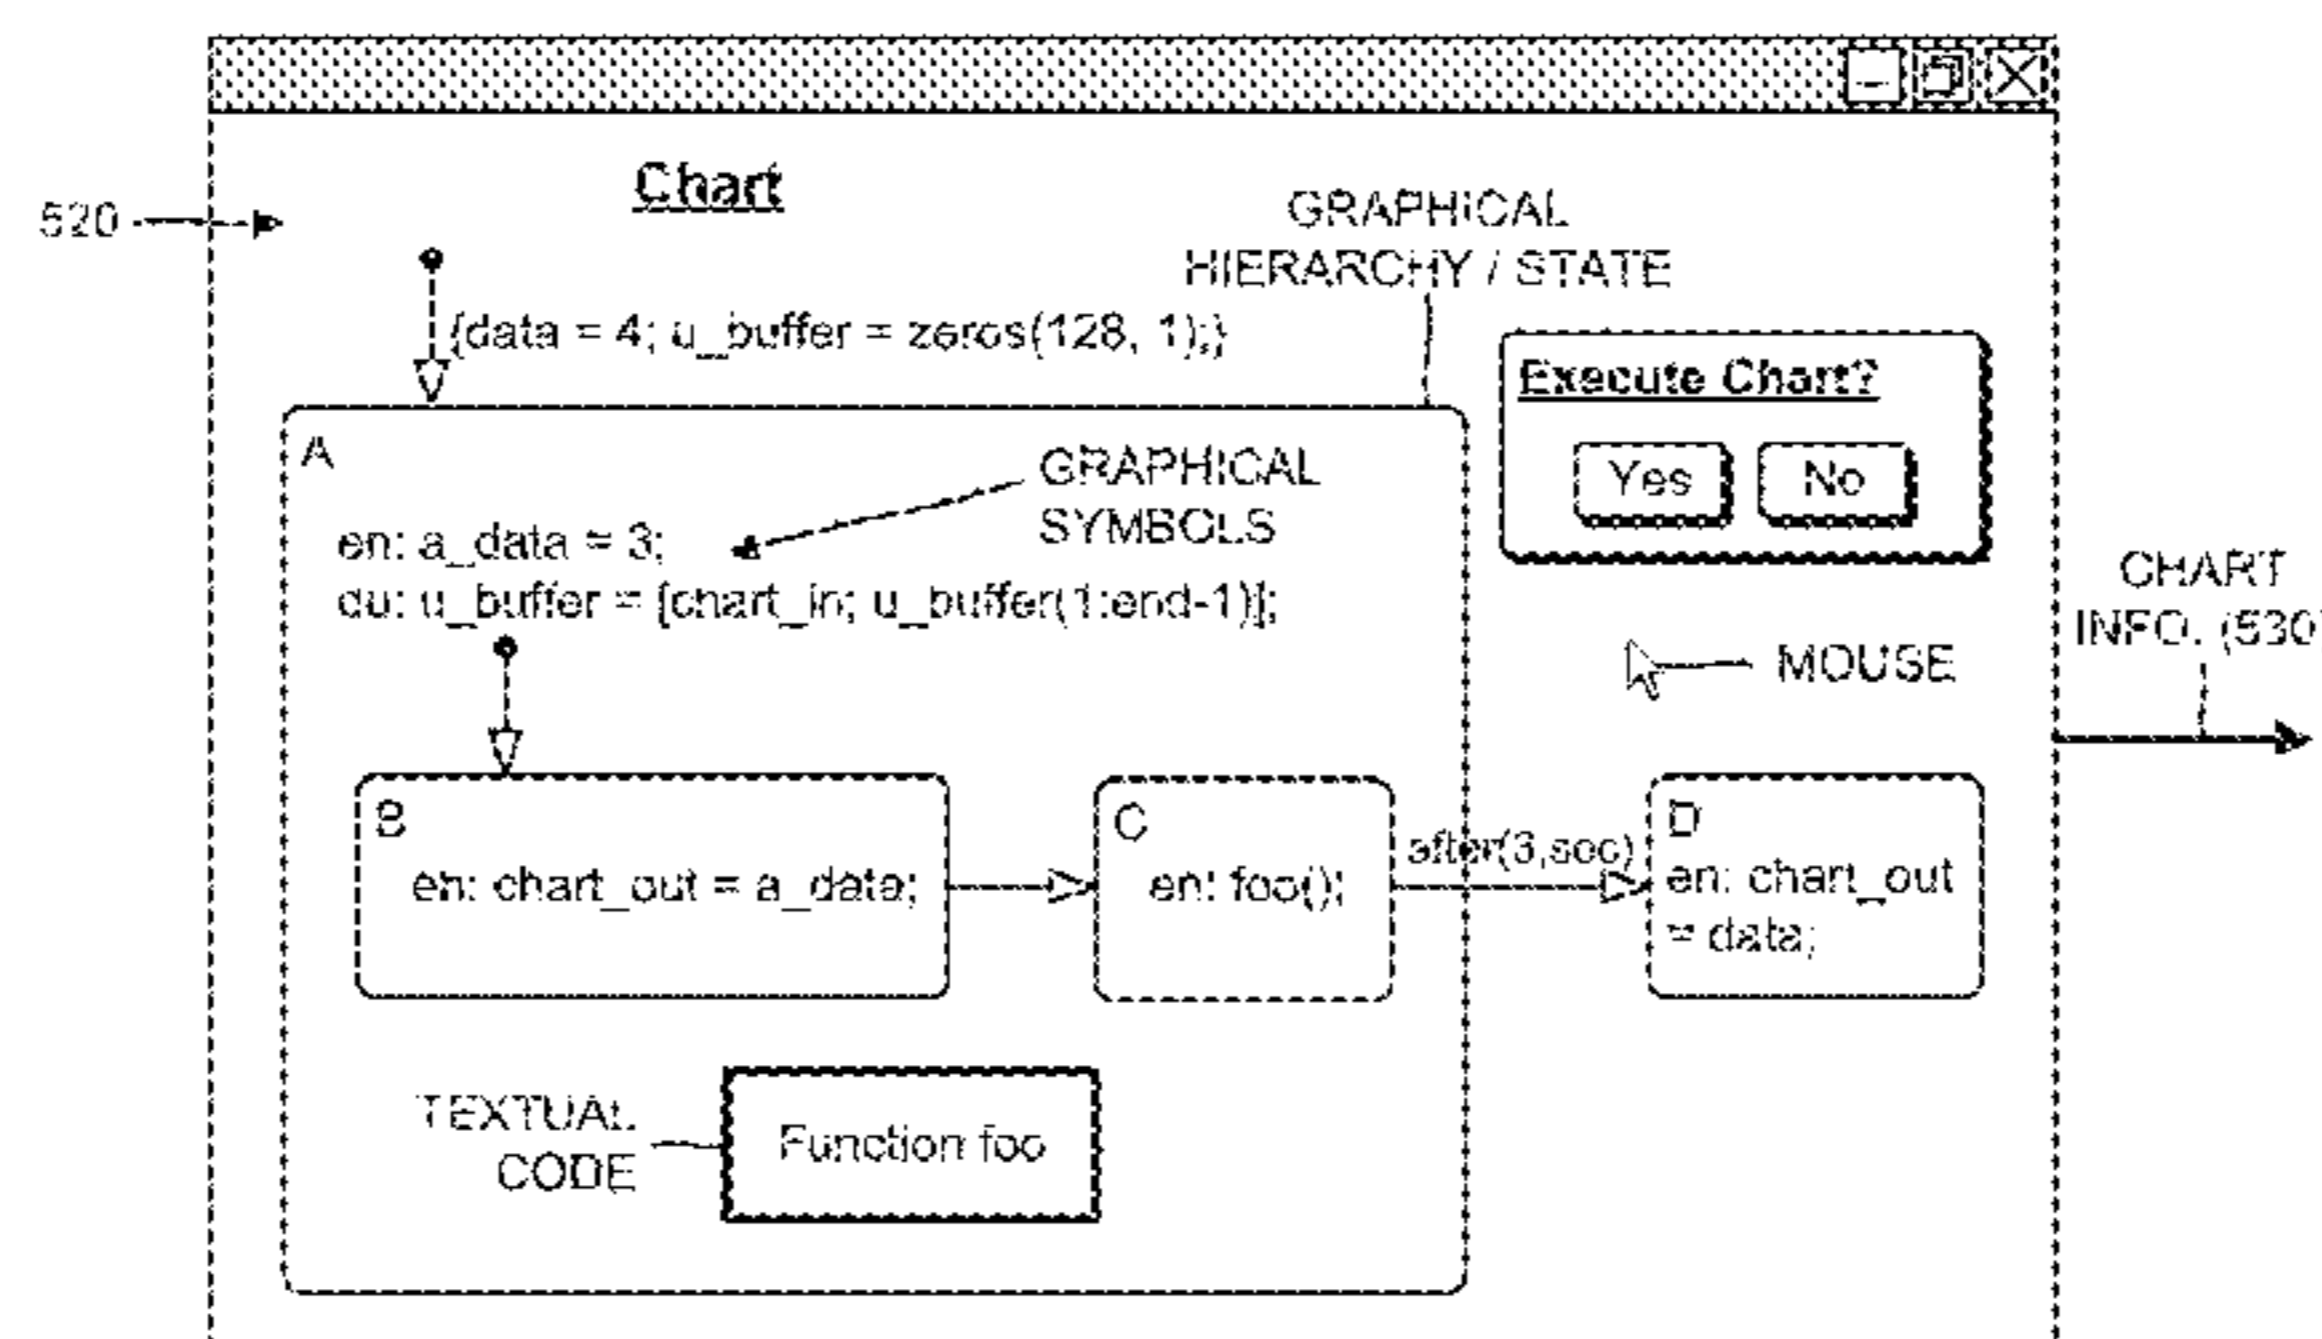 Chart
520
GRAPHICAL
HIERARCHY / STATE
{data = 4; u_buffer = zeros(128, 1);}
Execute Chart?
Yes
No
A
GRAPHICAL
SYMBOLS
en: a_data = 3;
du: u_buffer = [chart_in; u_buffer(1:end-1)];
CHART
INFO. (530)
MOUSE
B
en: chart_out = a_data;
C
en: foo();
after(3,sec)
D
en: chart_out
= data;
TEXTUAL
CODE
Function foo